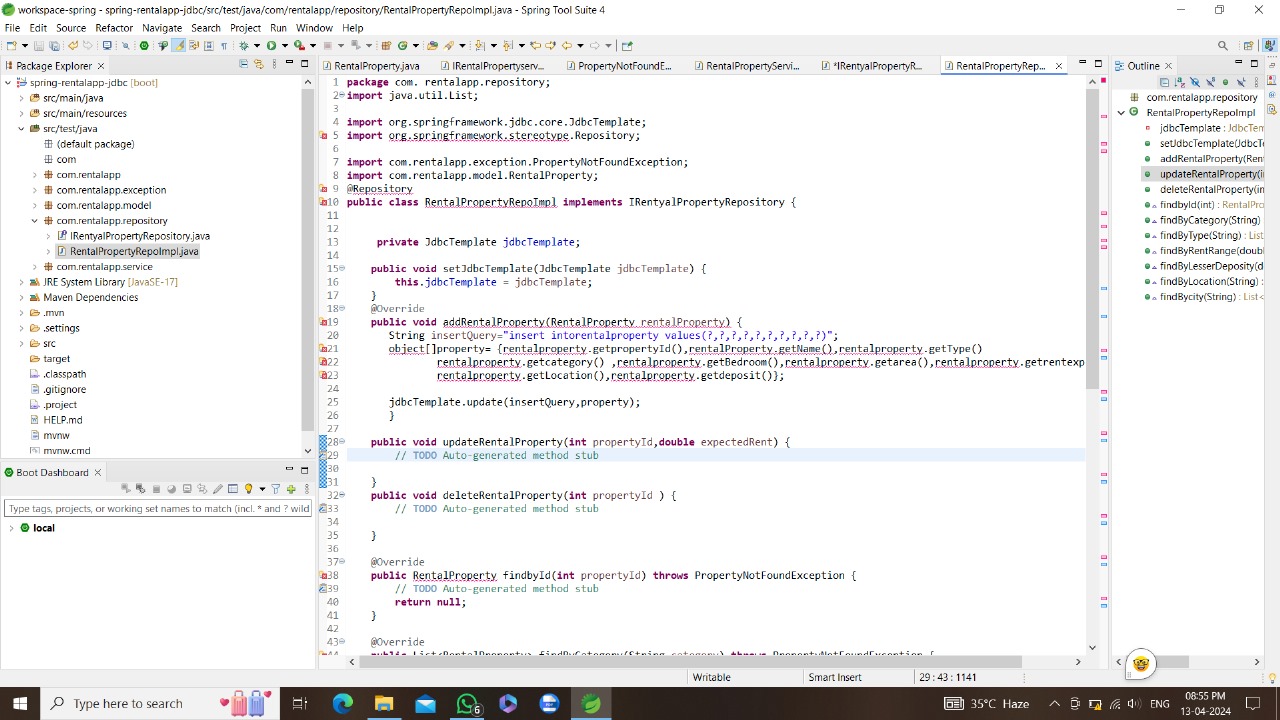 workspace-spring - spring-rentalapp-jdbc/src/test/java/com/rentalapp/repository/RentalPropertyRepoImpl.java - Spring Tool Suite 4
File Edit Source Refactor Navigate Search Project Run Window Help
Package Explorer
spring-rentalapp-jdbc [boot]
src/main/java
src/main/resources
src/test/java
(default package)
com
com.rentalapp
com.rentalapp.exception
com.rentalapp.model
com.rentalapp.repository
IRentyalPropertyRepository.java
RentalPropertyRepoImpl.java
com.rentalapp.service
JRE System Library [JavaSE-17]
Maven Dependencies
.mvn
.settings
src
target
.classpath
.gitignore
.project
HELP.md
mvnw
mvnw.cmd
Boot Dashboard
Type tags, projects, or working set names to match (incl. * and ? wild
local
RentalProperty.java IRentalPropertyserv... PropertyNotFoundE... RentalPropertyServi... *IRentyalPropertyR... RentalPropertyRep...
1 package com. rentalapp.repository;
2 import java.util.List;
3
4 import org.springframework.jdbc.core.JdbcTemplate;
5 import org.springframework.stereotype.Repository;
6
7 import com.rentalapp.exception.PropertyNotFoundException;
8 import com.rentalapp.model.RentalProperty;
9 @Repository
10 public class RentalPropertyRepoImpl implements IRentyalPropertyRepository {
11
12
13 private JdbcTemplate jdbcTemplate;
14
15 public void setJdbcTemplate(JdbcTemplate jdbcTemplate) {
16 this.jdbcTemplate = jdbcTemplate;
17 }
18 @Override
19 public void addRentalProperty(RentalProperty rentalProperty) {
20 String insertQuery="insert intorentalproperty values(?,?,?,?,?,?,?,?,?,?)";
21 object[]property= {rentalproperty.getpropertyId(),rentalProperty.getName(),rentalproperty.getType()
22 rentalproperty.getcategory() ,rentalproperty.getBedroom(),rentalproperty.getarea(),rentalproperty.getrentexp
23 rentalproperty.getLocation(),rentalproperty.getdeposit()};
24
25 jdbcTemplate.update(insertQuery,property);
26 }
27
28 public void updateRentalProperty(int propertyId,double expectedRent) {
29 // TODO Auto-generated method stub
30
31 }
32 public void deleteRentalProperty(int propertyId ) {
33 // TODO Auto-generated method stub
34
35 }
36
37 @Override
38 public RentalProperty findbyId(int propertyId) throws PropertyNotFoundException {
39 // TODO Auto-generated method stub
40 return null;
41 }
42
43 @Override
44 public List<RentalProperty> findByCategory(String category) throws PropertyNotFoundException {
Outline
com.rentalapp.repository
RentalPropertyRepoImpl
jdbcTemplate : JdbcTem
setJdbcTemplate(JdbcT
addRentalProperty(Ren
updateRentalProperty(i
deleteRentalProperty(in
findbyId(int) : RentalPro
findByCategory(String)
findByType(String) : List
findByRentRange(doub
findByLesserDeposity(d
findByLocation(String) :
findBycity(String) : List<
Writable Smart Insert 29 : 43 : 1141
Type here to search
6
35°C Haze
ENG
08:55 PM
13-04-2024